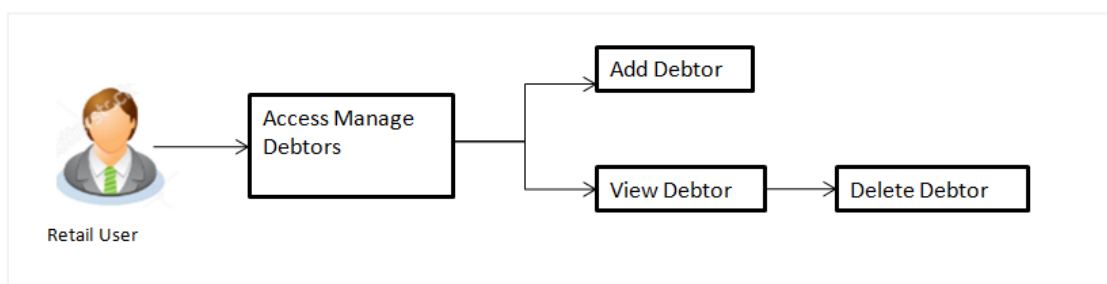 Add Debtor
Access Manage
Debtors
View Debtor
Delete Debtor
Retail User